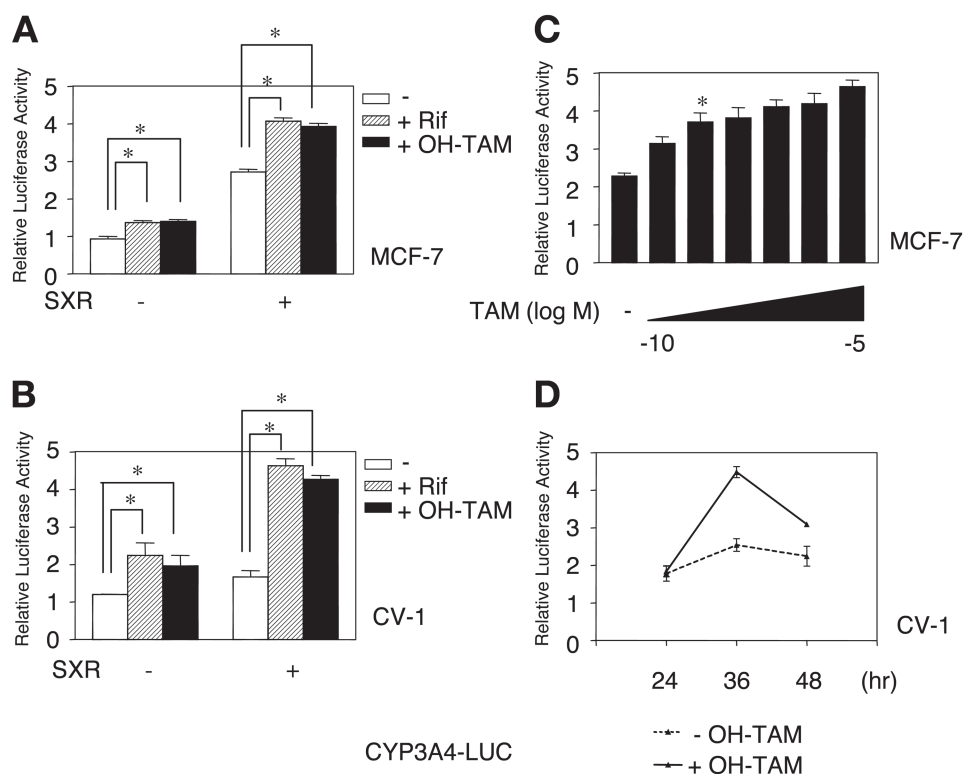 A
Relative Luciferase Activity
5
4
3
2
1
0
*
*
*
*
-
+ Rif
+ OH-TAM
MCF-7
SXR - +
C
Relative Luciferase Activity
5
4
3
2
1
0
*
MCF-7
TAM (log M) -
-10 -5
B
Relative Luciferase Activity
5
4
3
2
1
0
*
*
*
*
-
+ Rif
+ OH-TAM
CV-1
SXR - +
D
Relative Luciferase Activity
5
4
3
2
1
0
CV-1
24 36 48 (hr)
- OH-TAM
+ OH-TAM
CYP3A4-LUC